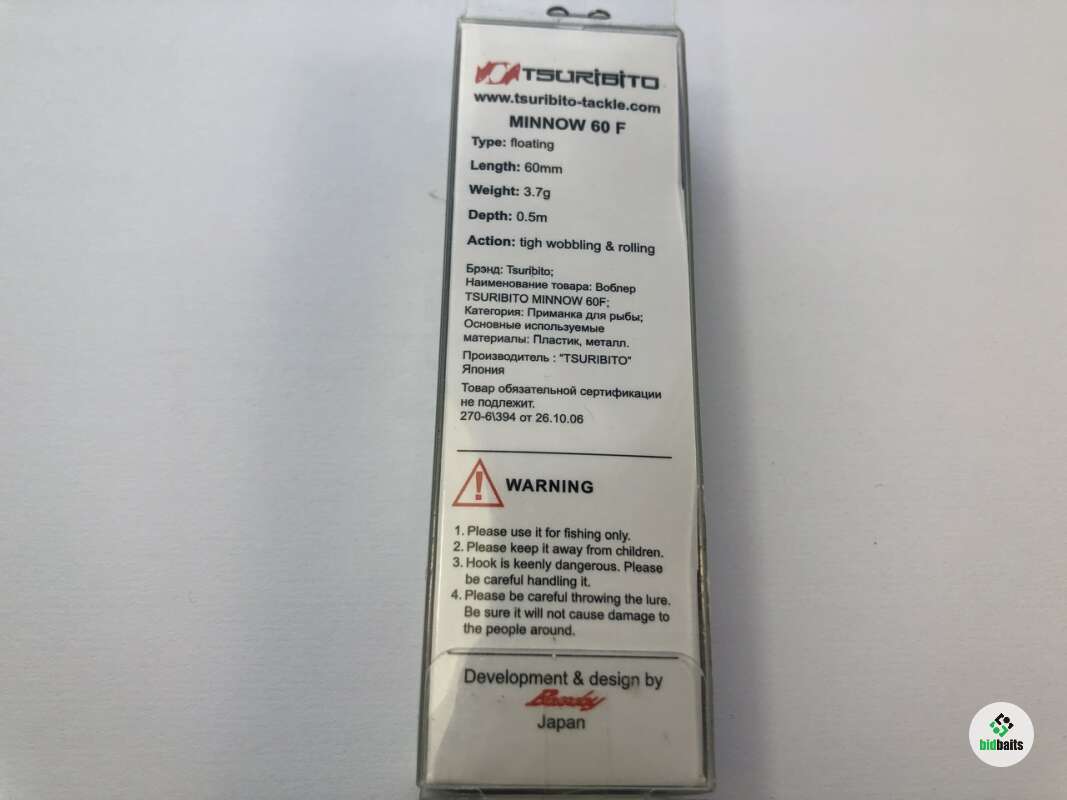 TSURIBITO
www.tsuribito-tackle.com
MINNOW 60 F
Type: floating
Length: 60mm
Weight: 3.7g
Depth: 0.5m
Action: tigh wobbling & rolling
Брэнд: Tsuribito;
Наименование товара: Воблер
TSURIBITO MINNOW 60F;
Категория: Приманка для рыбы;
Основные используемые
материалы: Пластик, металл.
Производитель : "TSURIBITO"
Япония
Товар обязательной сертификации
не подлежит.
270-6\394 от 26.10.06
WARNING
1. Please use it for fishing only.
2. Please keep it away from children.
3. Hook is keenly dangerous. Please
be careful handling it.
4. Please be careful throwing the lure.
Be sure it will not cause damage to
the people around.
Development & design by
Japan
bidbaits